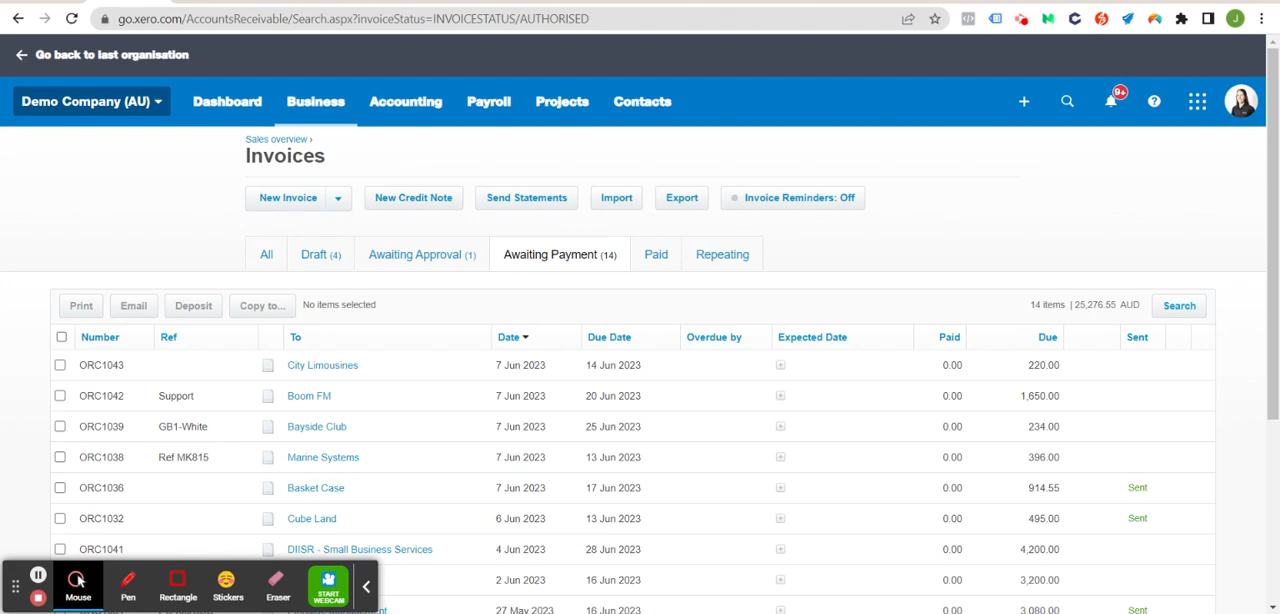 go.xero.com/AccountsReceivable/Search.aspx?invoiceStatus=INVOICESTATUS/AUTHORISED
J
Go back to last organisation
Demo Company (AU) Dashboard Business Accounting Payroll Projects Contacts 9+
Sales overview ›
Invoices
New Invoice New Credit Note Send Statements Import Export Invoice Reminders: Off
All Draft (4) Awaiting Approval (1) Awaiting Payment (14) Paid Repeating
Print Email Deposit Copy to... No items selected 14 items | 25,276.55 AUD Search
Number Ref To Date Due Date Overdue by Expected Date Paid Due Sent
ORC1043 City Limousines 7 Jun 2023 14 Jun 2023 0.00 220.00
ORC1042 Support Boom FM 7 Jun 2023 20 Jun 2023 0.00 1,650.00
ORC1039 GB1-White Bayside Club 7 Jun 2023 25 Jun 2023 0.00 234.00
ORC1038 Ref MK815 Marine Systems 7 Jun 2023 13 Jun 2023 0.00 396.00
ORC1036 Basket Case 7 Jun 2023 17 Jun 2023 0.00 914.55 Sent
ORC1032 Cube Land 6 Jun 2023 13 Jun 2023 0.00 495.00 Sent
ORC1041 DIISR - Small Business Services 4 Jun 2023 28 Jun 2023 0.00 4,200.00
2 Jun 2023 16 Jun 2023 0.00 3,200.00
27 May 2023 16 Jun 2023 0.00 3,080.00 Sent
Mouse Pen Rectangle Stickers Eraser START WEBCAM